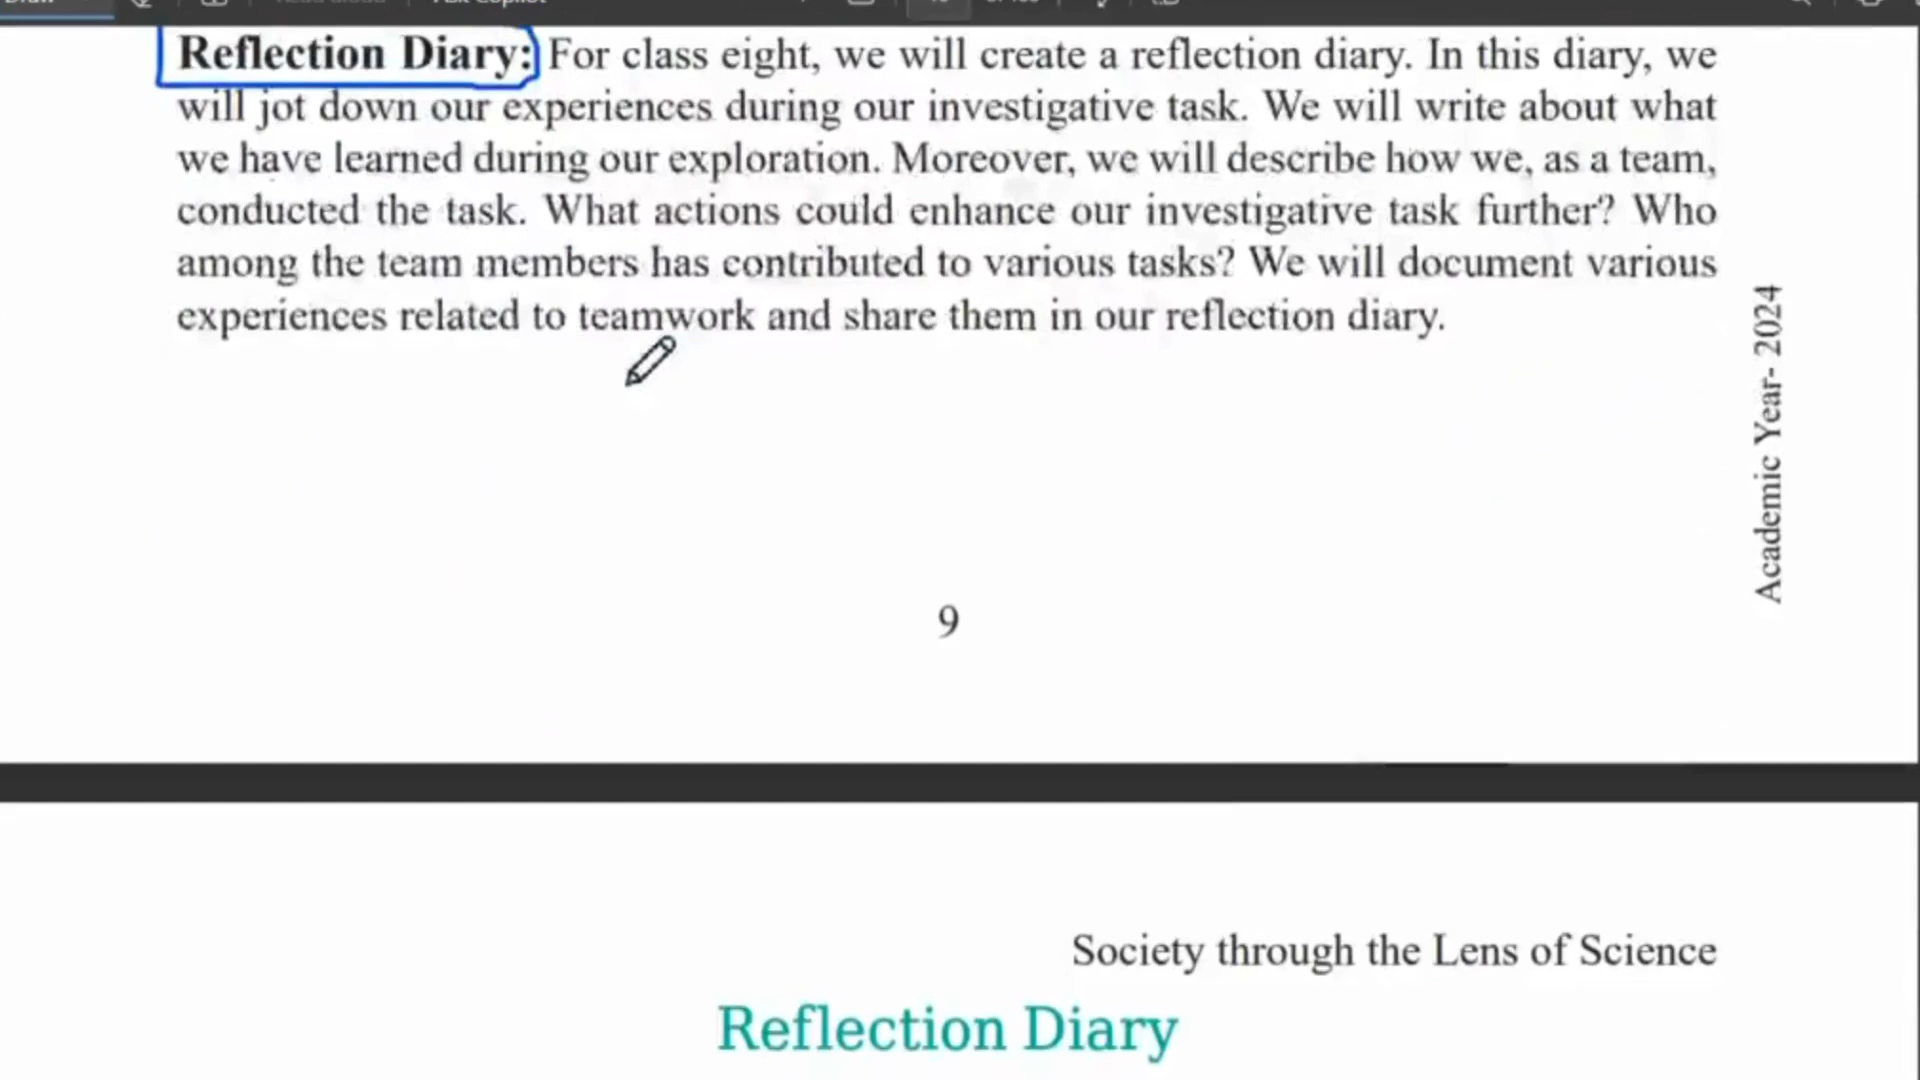 Reflection Diary: For class eight, we will create a reflection diary. In this diary, we
will jot down our experiences during our investigative task. We will write about what
we have learned during our exploration. Moreover, we will describe how we, as a team,
conducted the task. What actions could enhance our investigative task further? Who
among the team members has contributed to various tasks? We will document various
experiences related to teamwork and share them in our reflection diary.
Academic Year- 2024
9
Society through the Lens of Science
Reflection Diary